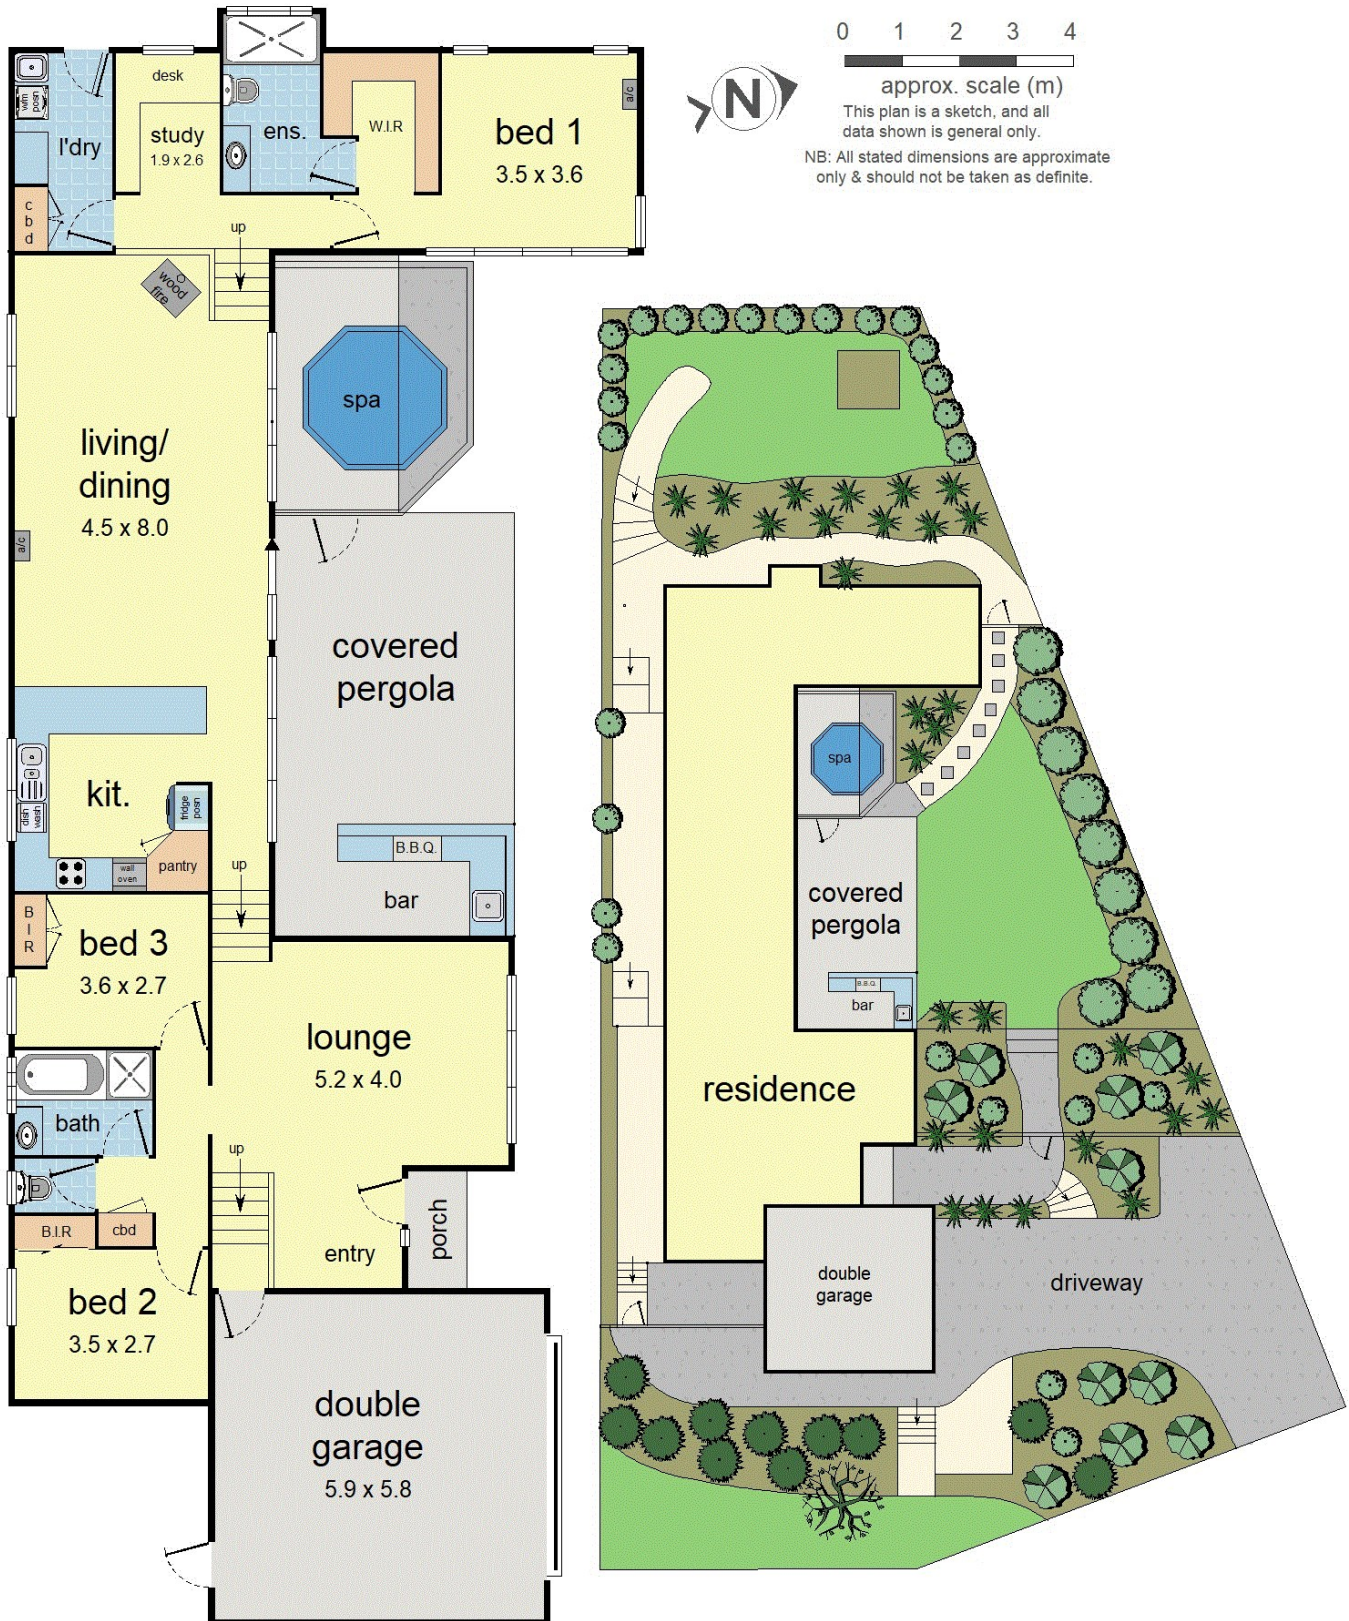 0 1 2 3 4
approx. scale (m)
This plan is a sketch, and all
data shown is general only.
NB: All stated dimensions are approximate
only & should not be taken as definite.
N
w/m
posn
l'dry
c
b
d
desk
study
1.9 x 2.6
ens.
W.I.R
bed 1
3.5 x 3.6
a/c
up
wood
fire
living/
dining
4.5 x 8.0
a/c
spa
covered
pergola
B.B.Q.
bar
kit.
dish
wash
fridge
posn
wall
oven
pantry
up
B
I
R
bed 3
3.6 x 2.7
lounge
5.2 x 4.0
bath
up
B.I.R
cbd
entry
porch
bed 2
3.5 x 2.7
double
garage
5.9 x 5.8
spa
covered
pergola
B.B.Q.
bar
residence
double
garage
driveway